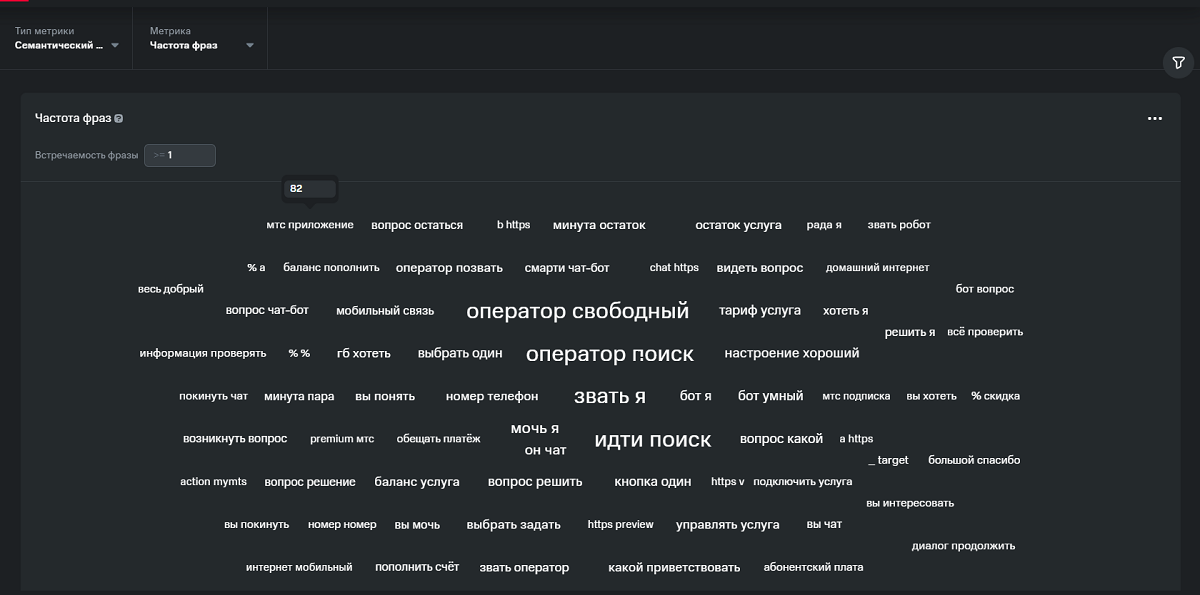 Тип метрики
Семантический ...
Метрика
Частота фраз
Частота фраз ?
Встречаемость фразы >= 1
82
мтс приложение вопрос остаться b https минута остаток остаток услуга рада я звать робот
% а баланс пополнить оператор позвать смарти чат-бот chat https видеть вопрос домашний интернет
весь добрый бот вопрос
вопрос чат-бот мобильный связь оператор свободный тариф услуга хотеть я
решить я всё проверить
информация проверять % % гб хотеть выбрать один оператор поиск настроение хороший
покинуть чат минута пара вы понять номер телефон звать я бот я бот умный мтс подписка вы хотеть % скидка
мочь я
возникнуть вопрос premium мтс обещать платёж идти поиск вопрос какой a https
он чат
_ target большой спасибо
action mymts вопрос решение баланс услуга вопрос решить кнопка один https v подключить услуга
вы интересовать
вы покинуть номер номер вы мочь выбрать задать https preview управлять услуга вы чат
диалог продолжить
интернет мобильный пополнить счёт звать оператор какой приветствовать абонентский плата